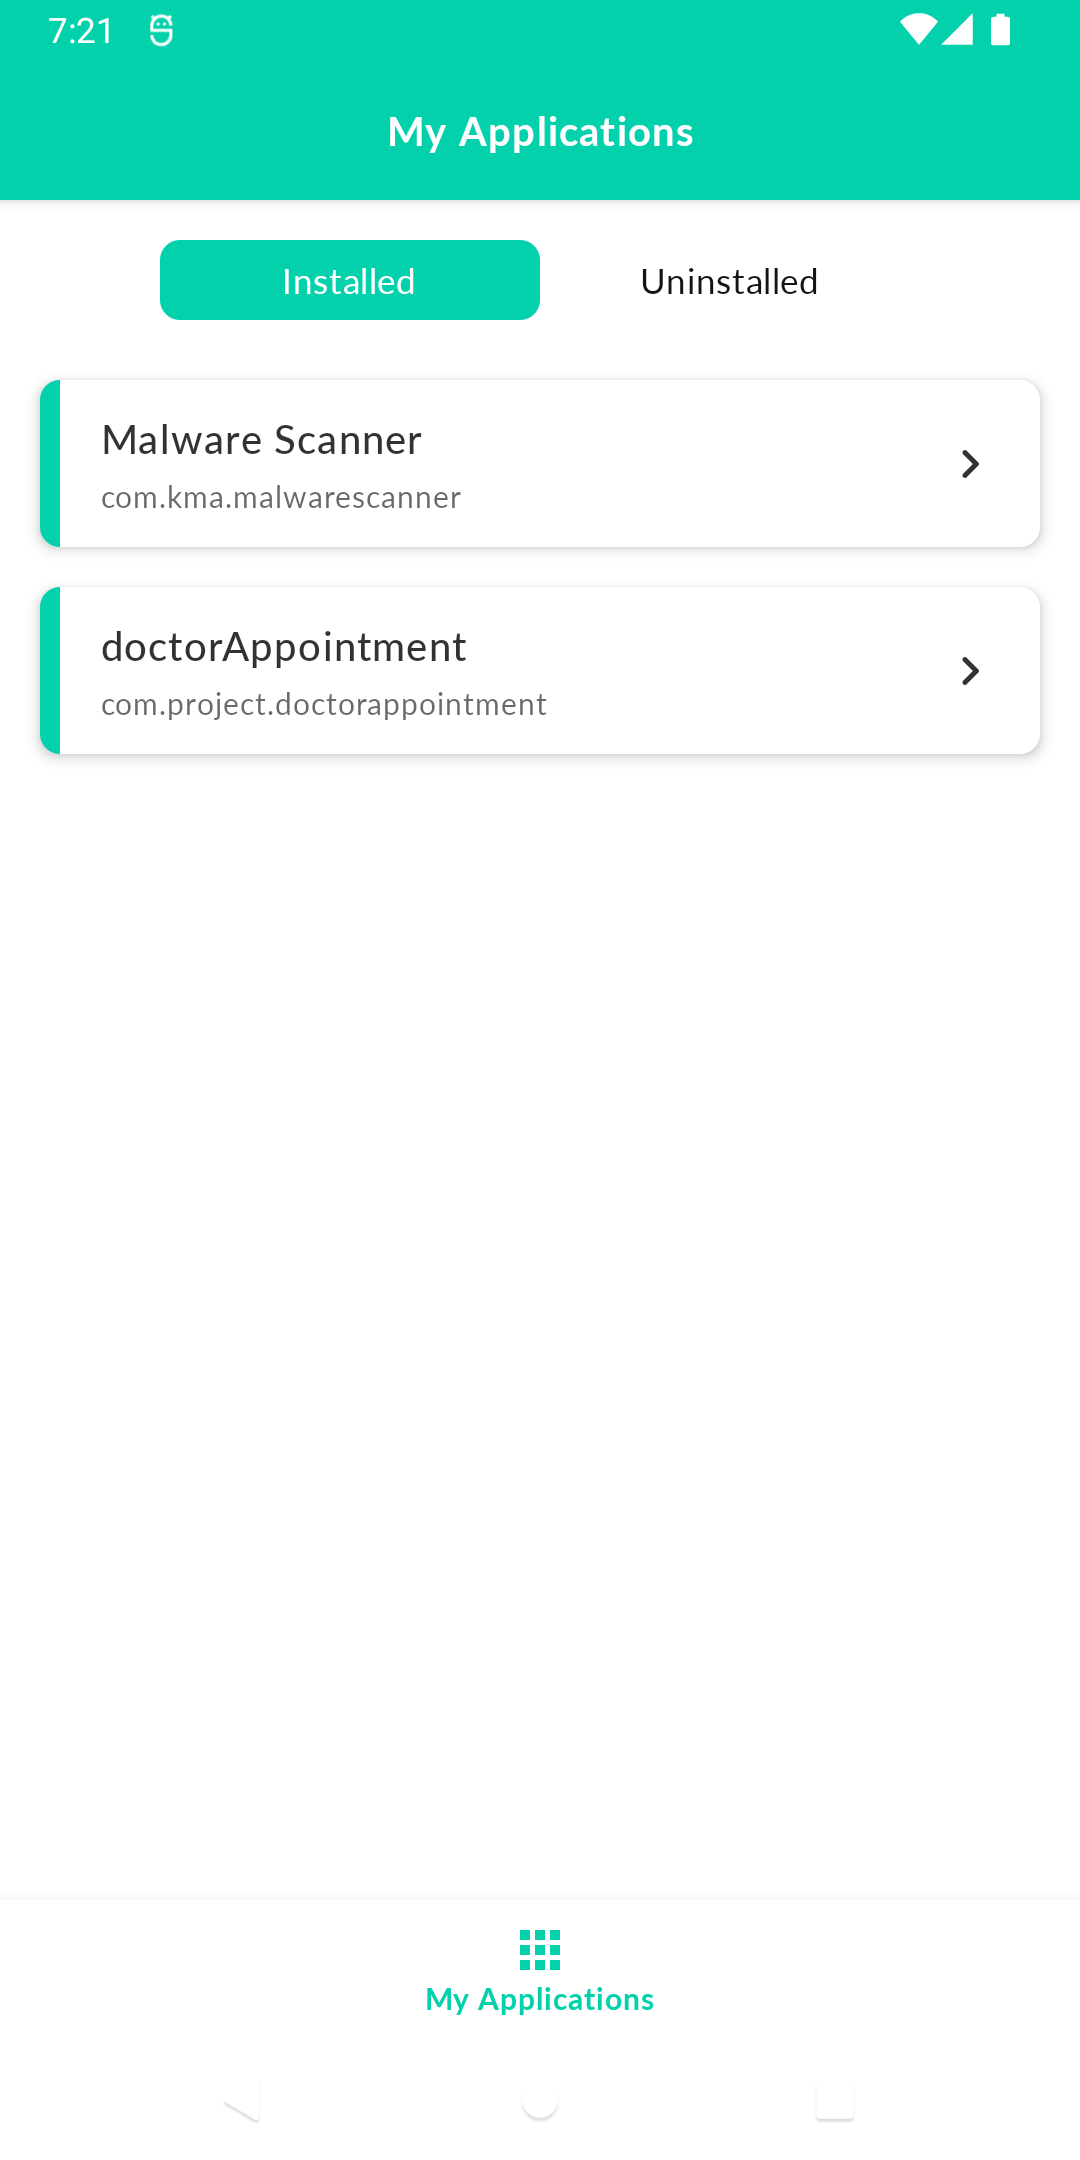 7:21
My Applications
Installed
Uninstalled
Malware Scanner
com.kma.malwarescanner
doctorAppointment
com.project.doctorappointment
My Applications